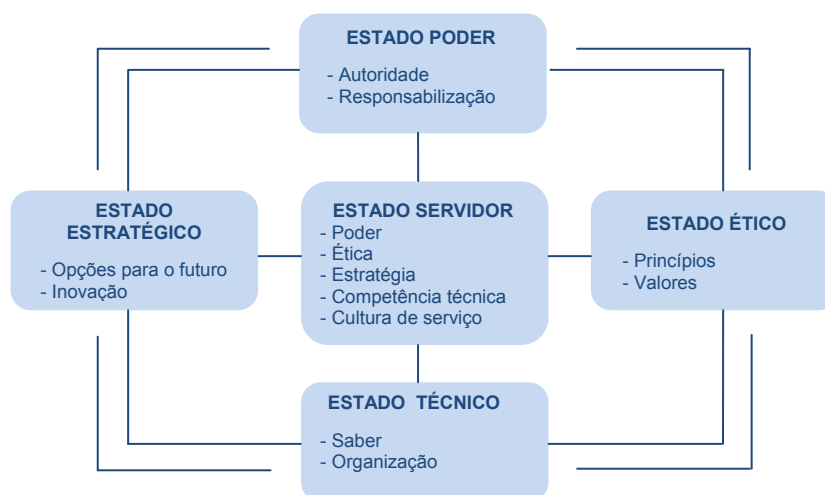 ESTADO PODER
- Autoridade
- Responsabilização
ESTADO
ESTRATÉGICO
- Opções para o futuro
- Inovação
ESTADO SERVIDOR
- Poder
- Ética
- Estratégia
- Competência técnica
- Cultura de serviço
ESTADO ÉTICO
- Princípios
- Valores
ESTADO TÉCNICO
- Saber
- Organização